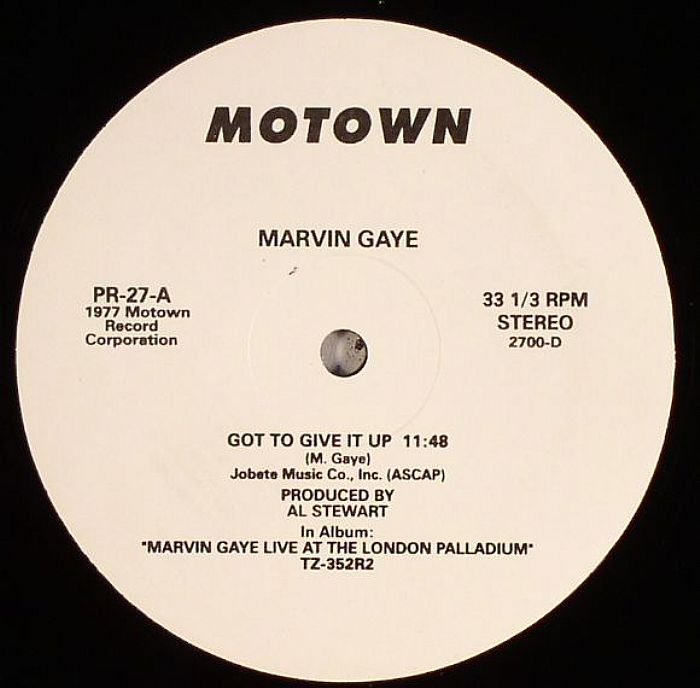 MOTOWN
MARVIN GAYE
PR-27-A
1977 Motown
Record
Corporation
33 1/3 RPM
STEREO
2700-D
GOT TO GIVE IT UP 11:48
(M. Gaye)
Jobete Music Co., Inc. (ASCAP)
PRODUCED BY
AL STEWART
In Album:
"MARVIN GAYE LIVE AT THE LONDON PALLADIUM"
TZ-352R2